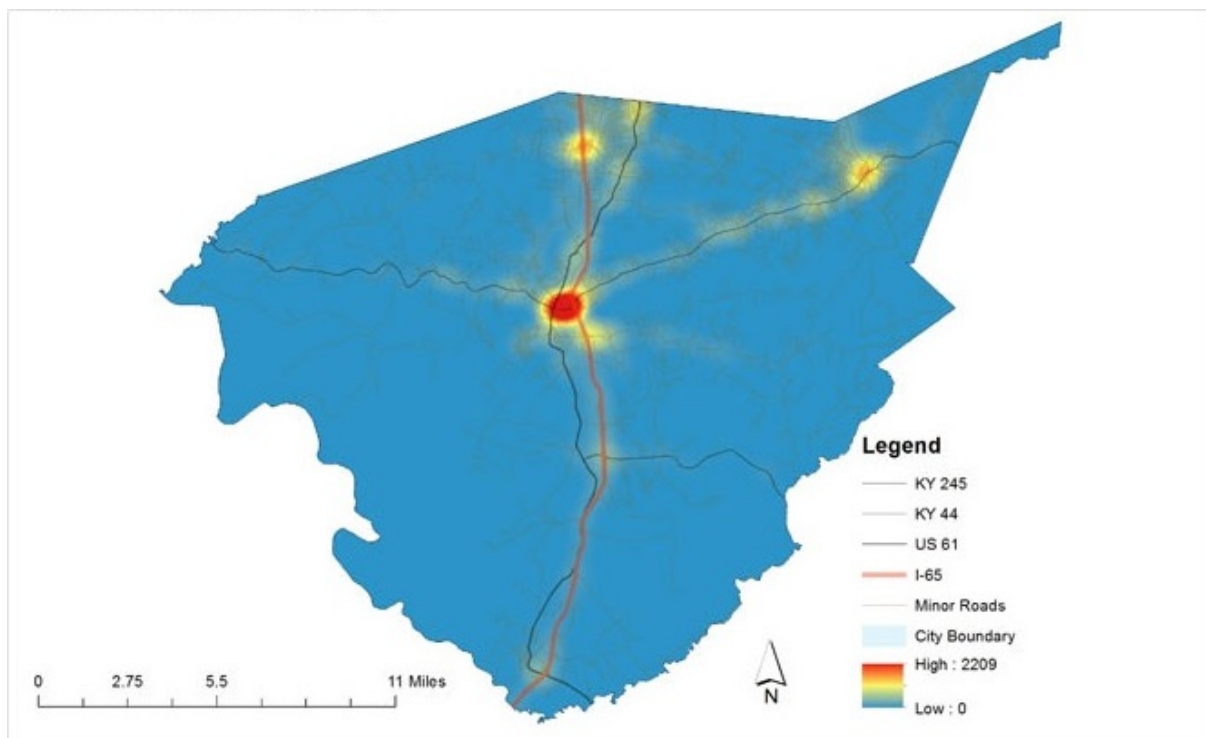 Legend
KY 245
KY 44
US 61
I-65
Minor Roads
City Boundary
High : 2209
Low : 0
0 2.75 5.5 11 Miles
N